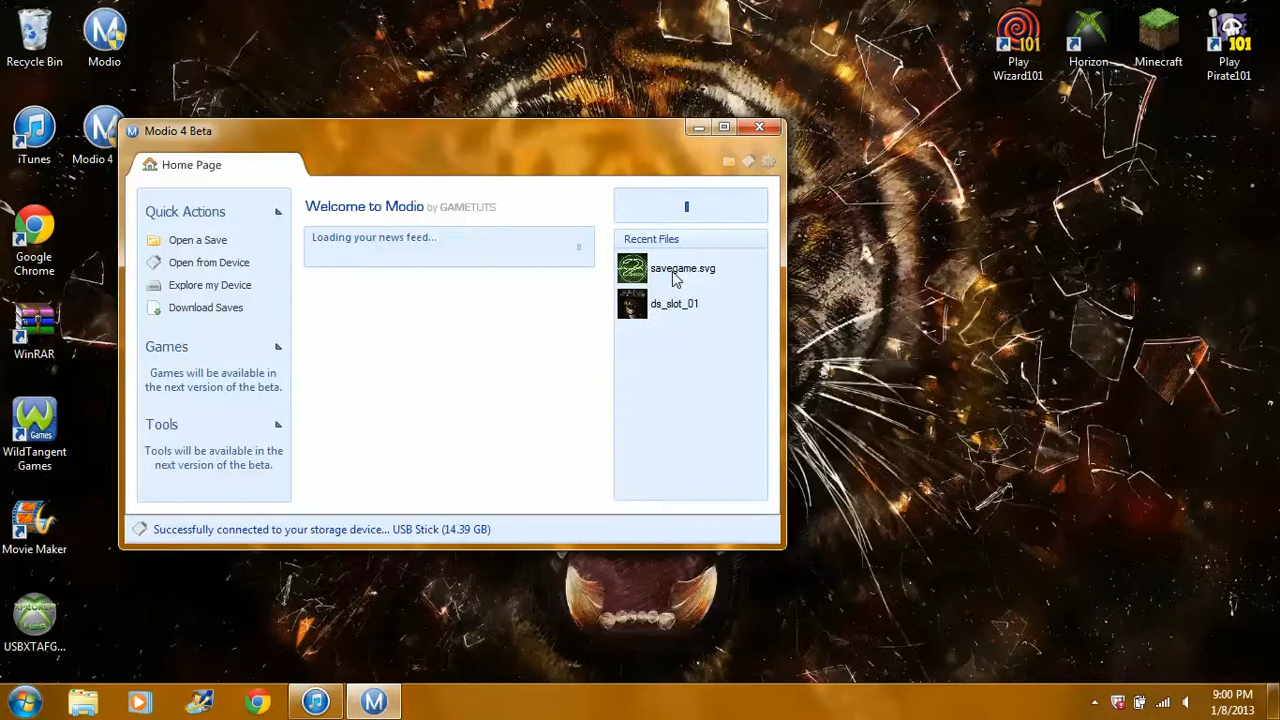 Recycle Bin
Modio
iTunes
Modio 4
Google
Chrome
WinRAR
WildTangent
Games
Movie Maker
USBXTAFG...
Play
Wizard101
Horizon
Minecraft
101
Play
Pirate101
Modio 4 Beta
Home Page
Quick Actions
Open a Save
Open from Device
Explore my Device
Download Saves
Games
Games will be available in
the next version of the beta.
Tools
Tools will be available in the
next version of the beta.
Welcome to Modio by GAMETUTS
Loading your news feed...
Recent Files
savegame.svg
ds_slot_01
Successfully connected to your storage device... USB Stick (14.39 GB)
9:00 PM
1/8/2013